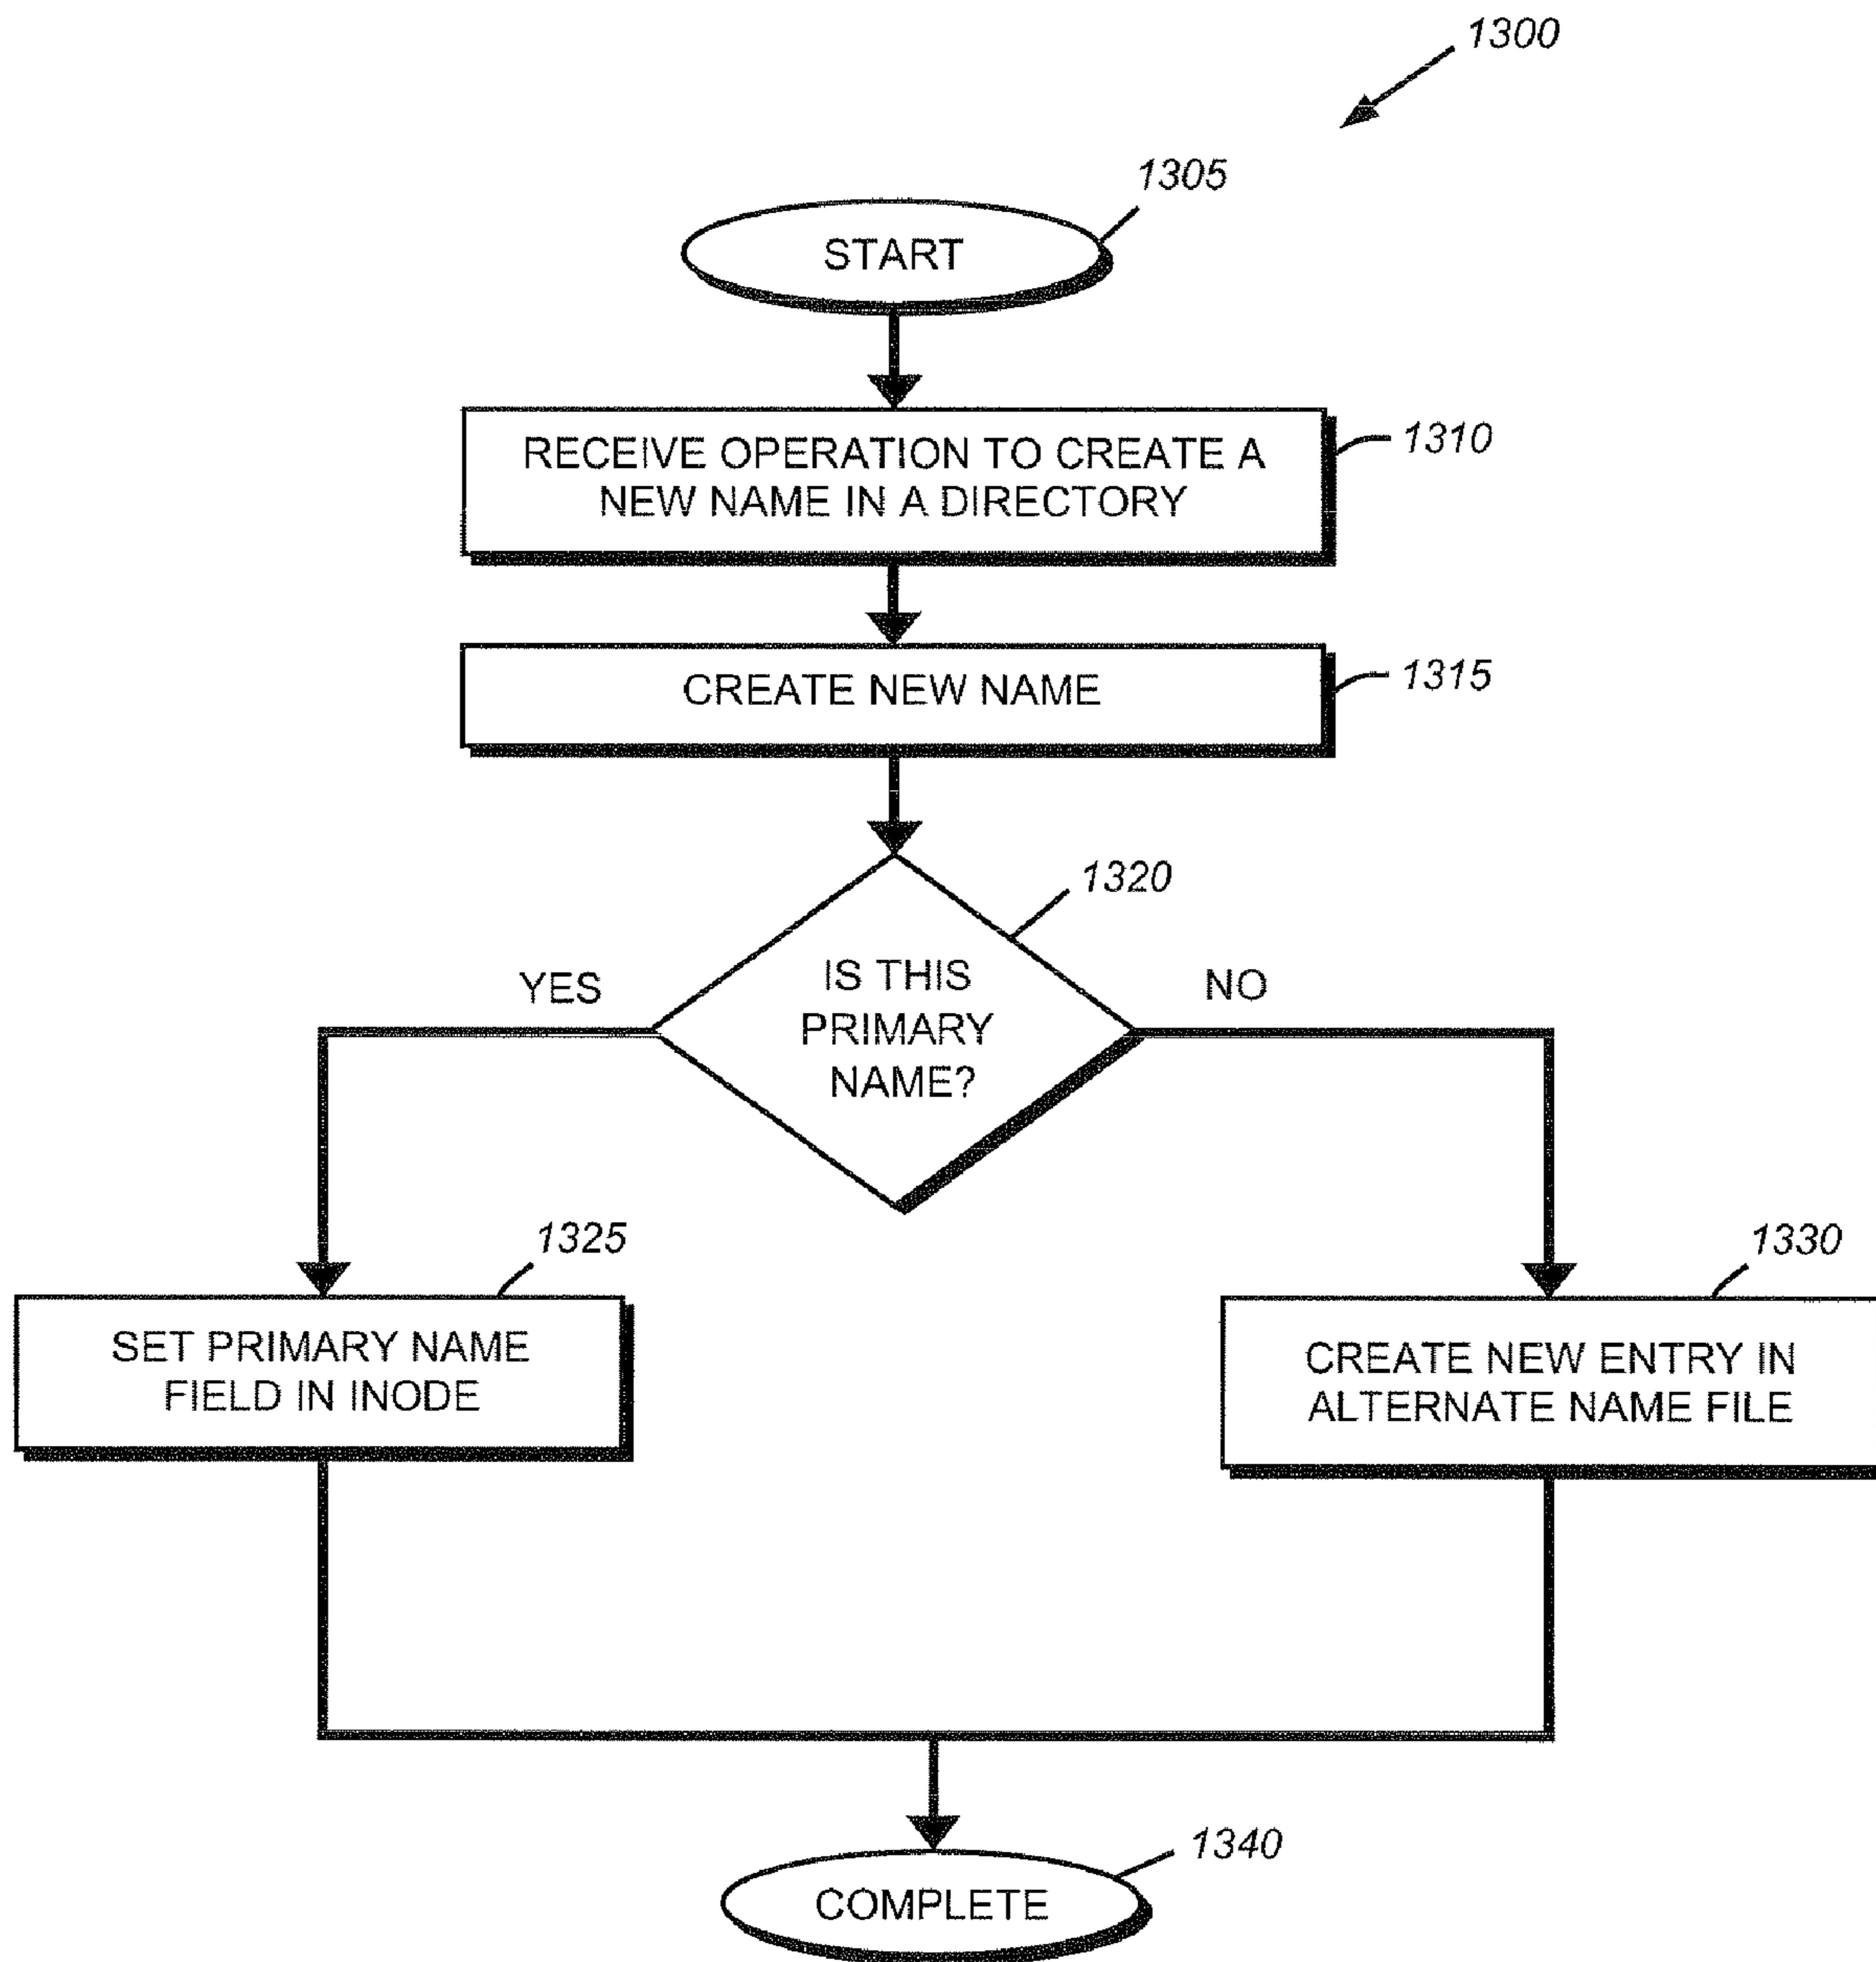 1300
1305
START
RECEIVE OPERATION TO CREATE A
NEW NAME IN A DIRECTORY
1310
CREATE NEW NAME
1315
1320
IS THIS
PRIMARY
NAME?
YES
NO
1325
SET PRIMARY NAME
FIELD IN INODE
1330
CREATE NEW ENTRY IN
ALTERNATE NAME FILE
1340
COMPLETE